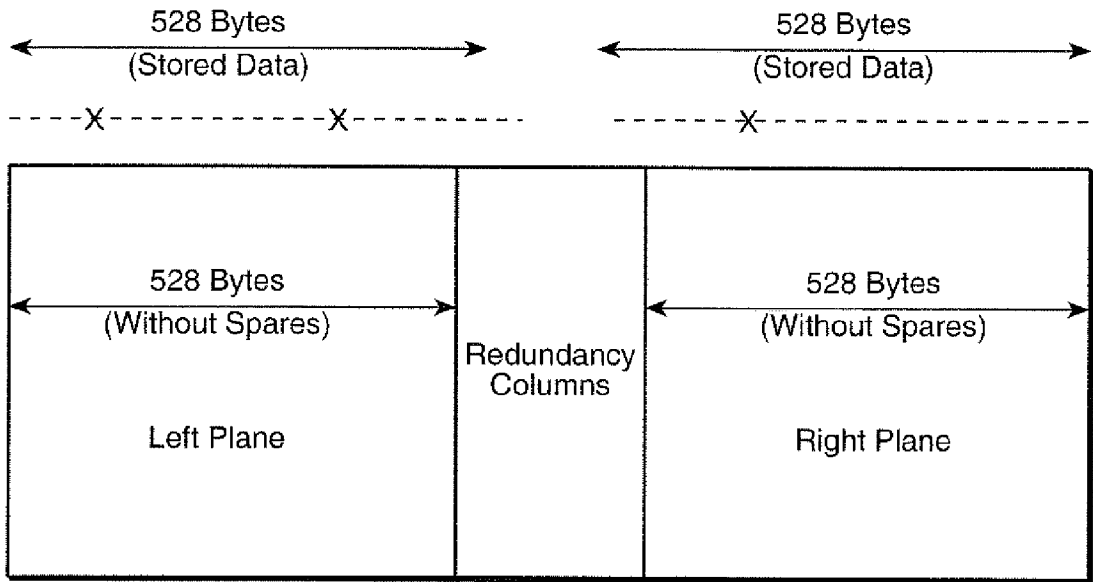 528 Bytes
(Stored Data)
528 Bytes
(Stored Data)
X
X
X
528 Bytes
(Without Spares)
528 Bytes
(Without Spares)
Redundancy
Columns
Left Plane
Right Plane